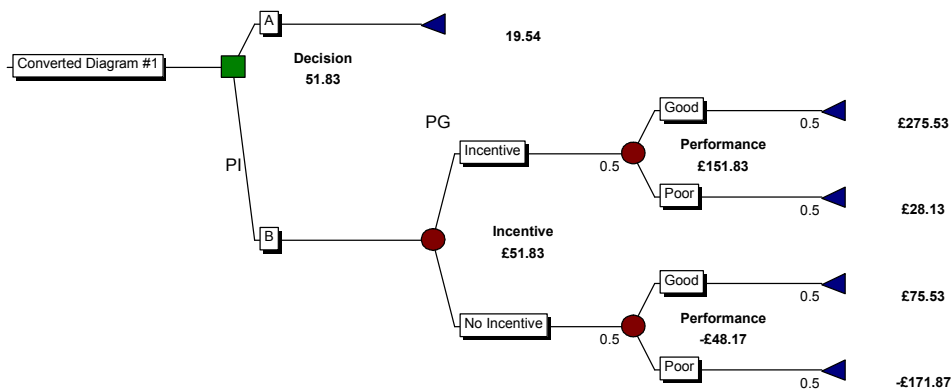 A
19.54
Converted Diagram #1
Decision
51.83
PG
Good
0.5
£275.53
Incentive
0.5
Performance
£151.83
PI
Poor
0.5
£28.13
B
Incentive
£51.83
Good
0.5
£75.53
No Incentive
0.5
Performance
-£48.17
Poor
0.5
-£171.87